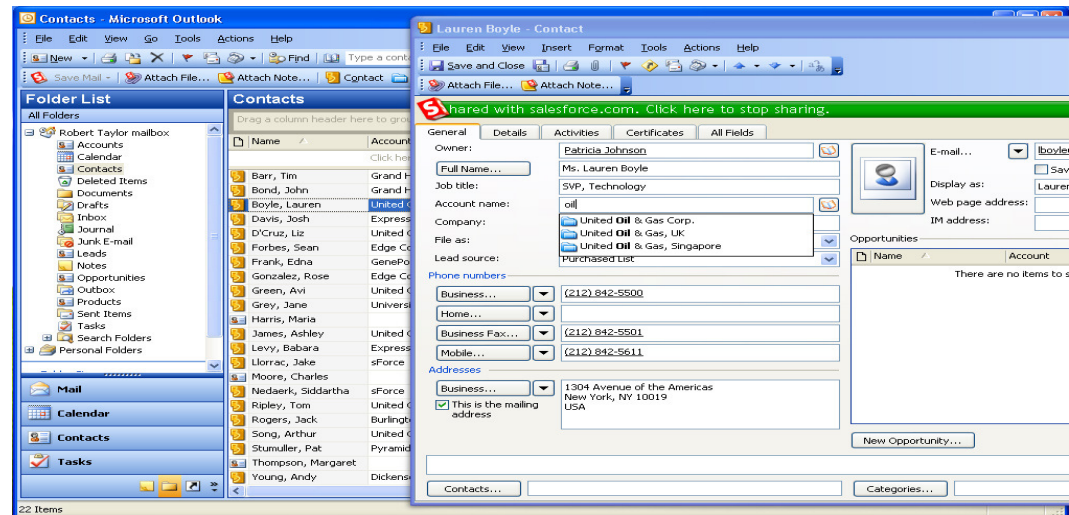 Contacts - Microsoft Outlook
File Edit View Go Tools Actions Help
New Find Type a conta
Save Mail Attach File... Attach Note... Contact
Folder List
All Folders
Robert Taylor mailbox
Accounts
Calendar
Contacts
Deleted Items
Documents
Drafts
Inbox
Journal
Junk E-mail
Leads
Notes
Opportunities
Outbox
Products
Sent Items
Tasks
Search Folders
Personal Folders
Mail
Calendar
Contacts
Tasks
22 Items
Contacts
Drag a column header here to grou
Name Account
Click her
Barr, Tim Grand H
Bond, John Grand H
Boyle, Lauren United G
Davis, Josh Express
D'Cruz, Liz United G
Forbes, Sean Edge Co
Frank, Edna GenePo
Gonzalez, Rose Edge Co
Green, Avi United G
Grey, Jane Universi
Harris, Maria
James, Ashley United G
Levy, Babara Express
Llorrac, Jake sForce
Moore, Charles
Nedaerk, Siddartha sForce
Ripley, Tom United G
Rogers, Jack Burlingt
Song, Arthur United G
Stumuller, Pat Pyramid
Thompson, Margaret
Young, Andy Dickens
Lauren Boyle - Contact
File Edit View Insert Format Tools Actions Help
Save and Close
Attach File... Attach Note...
Shared with salesforce.com. Click here to stop sharing.
General Details Activities Certificates All Fields
Owner: Patricia Johnson
Full Name... Ms. Lauren Boyle
Job title: SVP, Technology
Account name: oil
United Oil & Gas Corp.
United Oil & Gas, UK
United Oil & Gas, Singapore
Company:
File as:
Lead source: Purchased List
Phone numbers
Business... (212) 842-5500
Home...
Business Fax... (212) 842-5501
Mobile... (212) 842-5611
Addresses
Business... 1304 Avenue of the Americas
New York, NY 10019
USA
This is the mailing
address
E-mail... lboyle
Sav
Display as: Lauren
Web page address:
IM address:
Opportunities
Name Account
There are no items to s
New Opportunity...
Contacts... Categories...